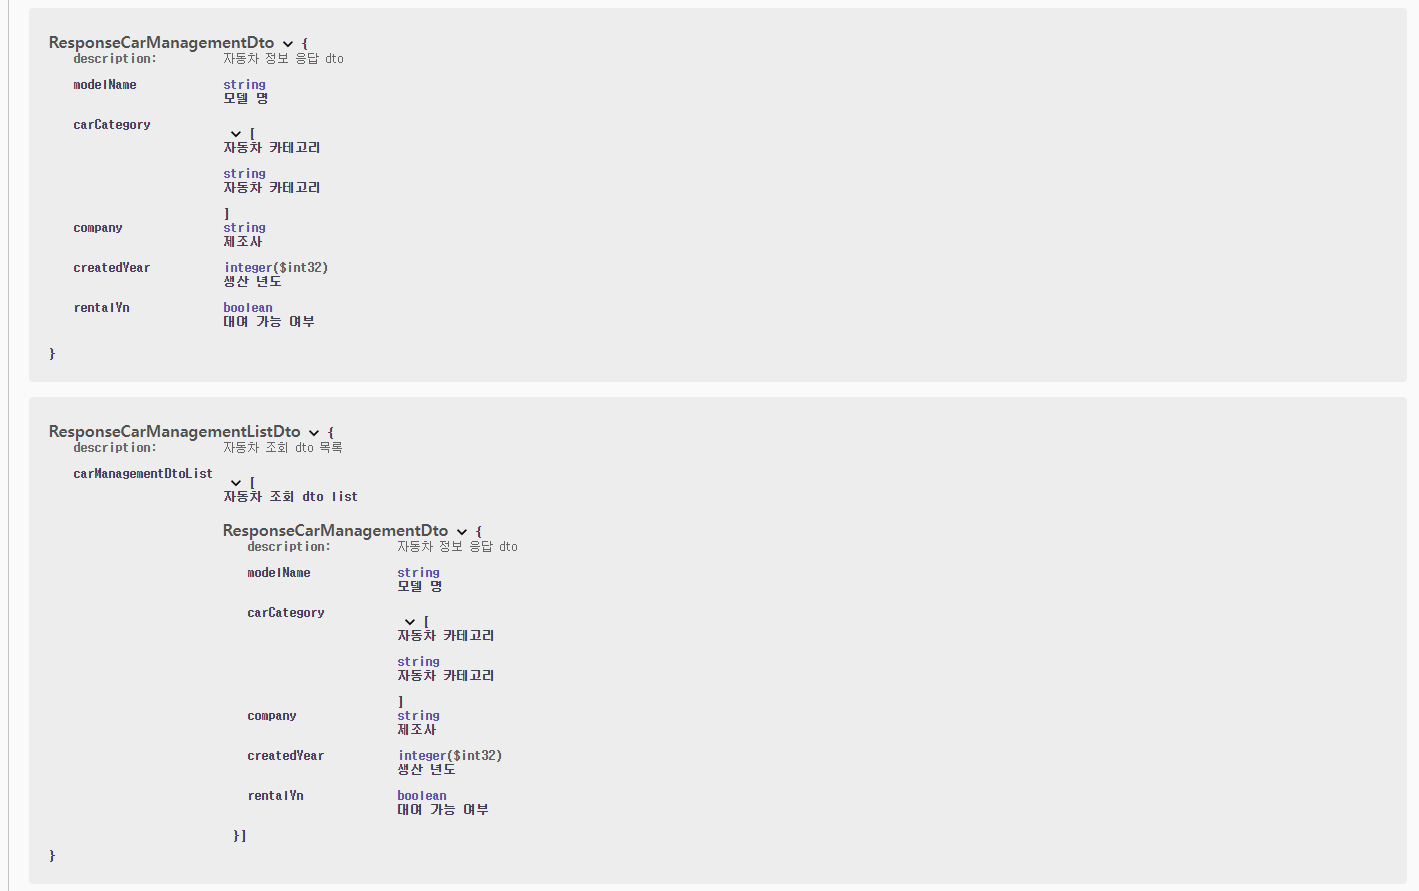 ResponseCarManagementDto {
description: 자동차 정보 응답 dto
modelName string
모델 명
carCategory [
자동차 카테고리
string
자동차 카테고리
]
company string
제조사
createdYear integer($int32)
생산 년도
rentalYn boolean
대여 가능 여부
}
ResponseCarManagementListDto {
description: 자동차 조회 dto 목록
carManagementDtoList [
자동차 조회 dto list
ResponseCarManagementDto {
description: 자동차 정보 응답 dto
modelName string
모델 명
carCategory [
자동차 카테고리
string
자동차 카테고리
]
company string
제조사
createdYear integer($int32)
생산 년도
rentalYn boolean
대여 가능 여부
}]
}